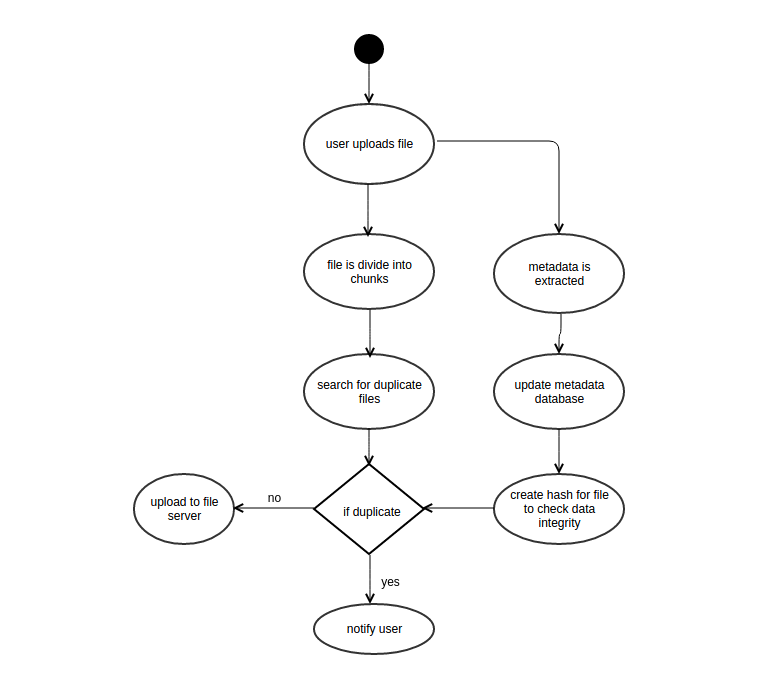 user uploads file
file is divide into
chunks
metadata is
extracted
search for duplicate
files
update metadata
database
upload to file
server
no
if duplicate
create hash for file
to check data
integrity
yes
notify user